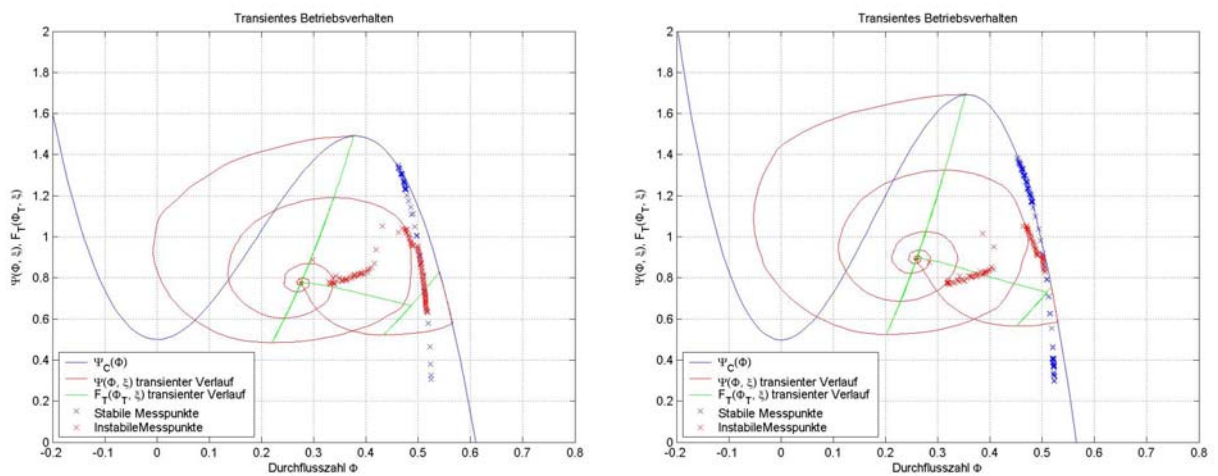 Transientes Betriebsverhalten
2
1.8
1.6
1.4
1.2
1
0.8
0.6
0.4
0.2
0
Ψ(Φ, ξ), F_T(Φ_T, ξ)
Ψ_C(Φ)
Ψ(Φ, ξ) transienter Verlauf
F_T(Φ_T, ξ) transienter Verlauf
Stabile Messpunkte
InstabileMesspunkte
-0.2 -0.1 0 0.1 0.2 0.3 0.4 0.5 0.6 0.7 0.8
Durchflusszahl Φ
Transientes Betriebsverhalten
2
1.8
1.6
1.4
1.2
1
0.8
0.6
0.4
0.2
0
Ψ(Φ, ξ), F_T(Φ_T, ξ)
Ψ_C(Φ)
Ψ(Φ, ξ) transienter Verlauf
F_T(Φ_T, ξ) transienter Verlauf
Stabile Messpunkte
InstabileMesspunkte
-0.2 -0.1 0 0.1 0.2 0.3 0.4 0.5 0.6 0.7 0.8
Durchflusszahl Φ